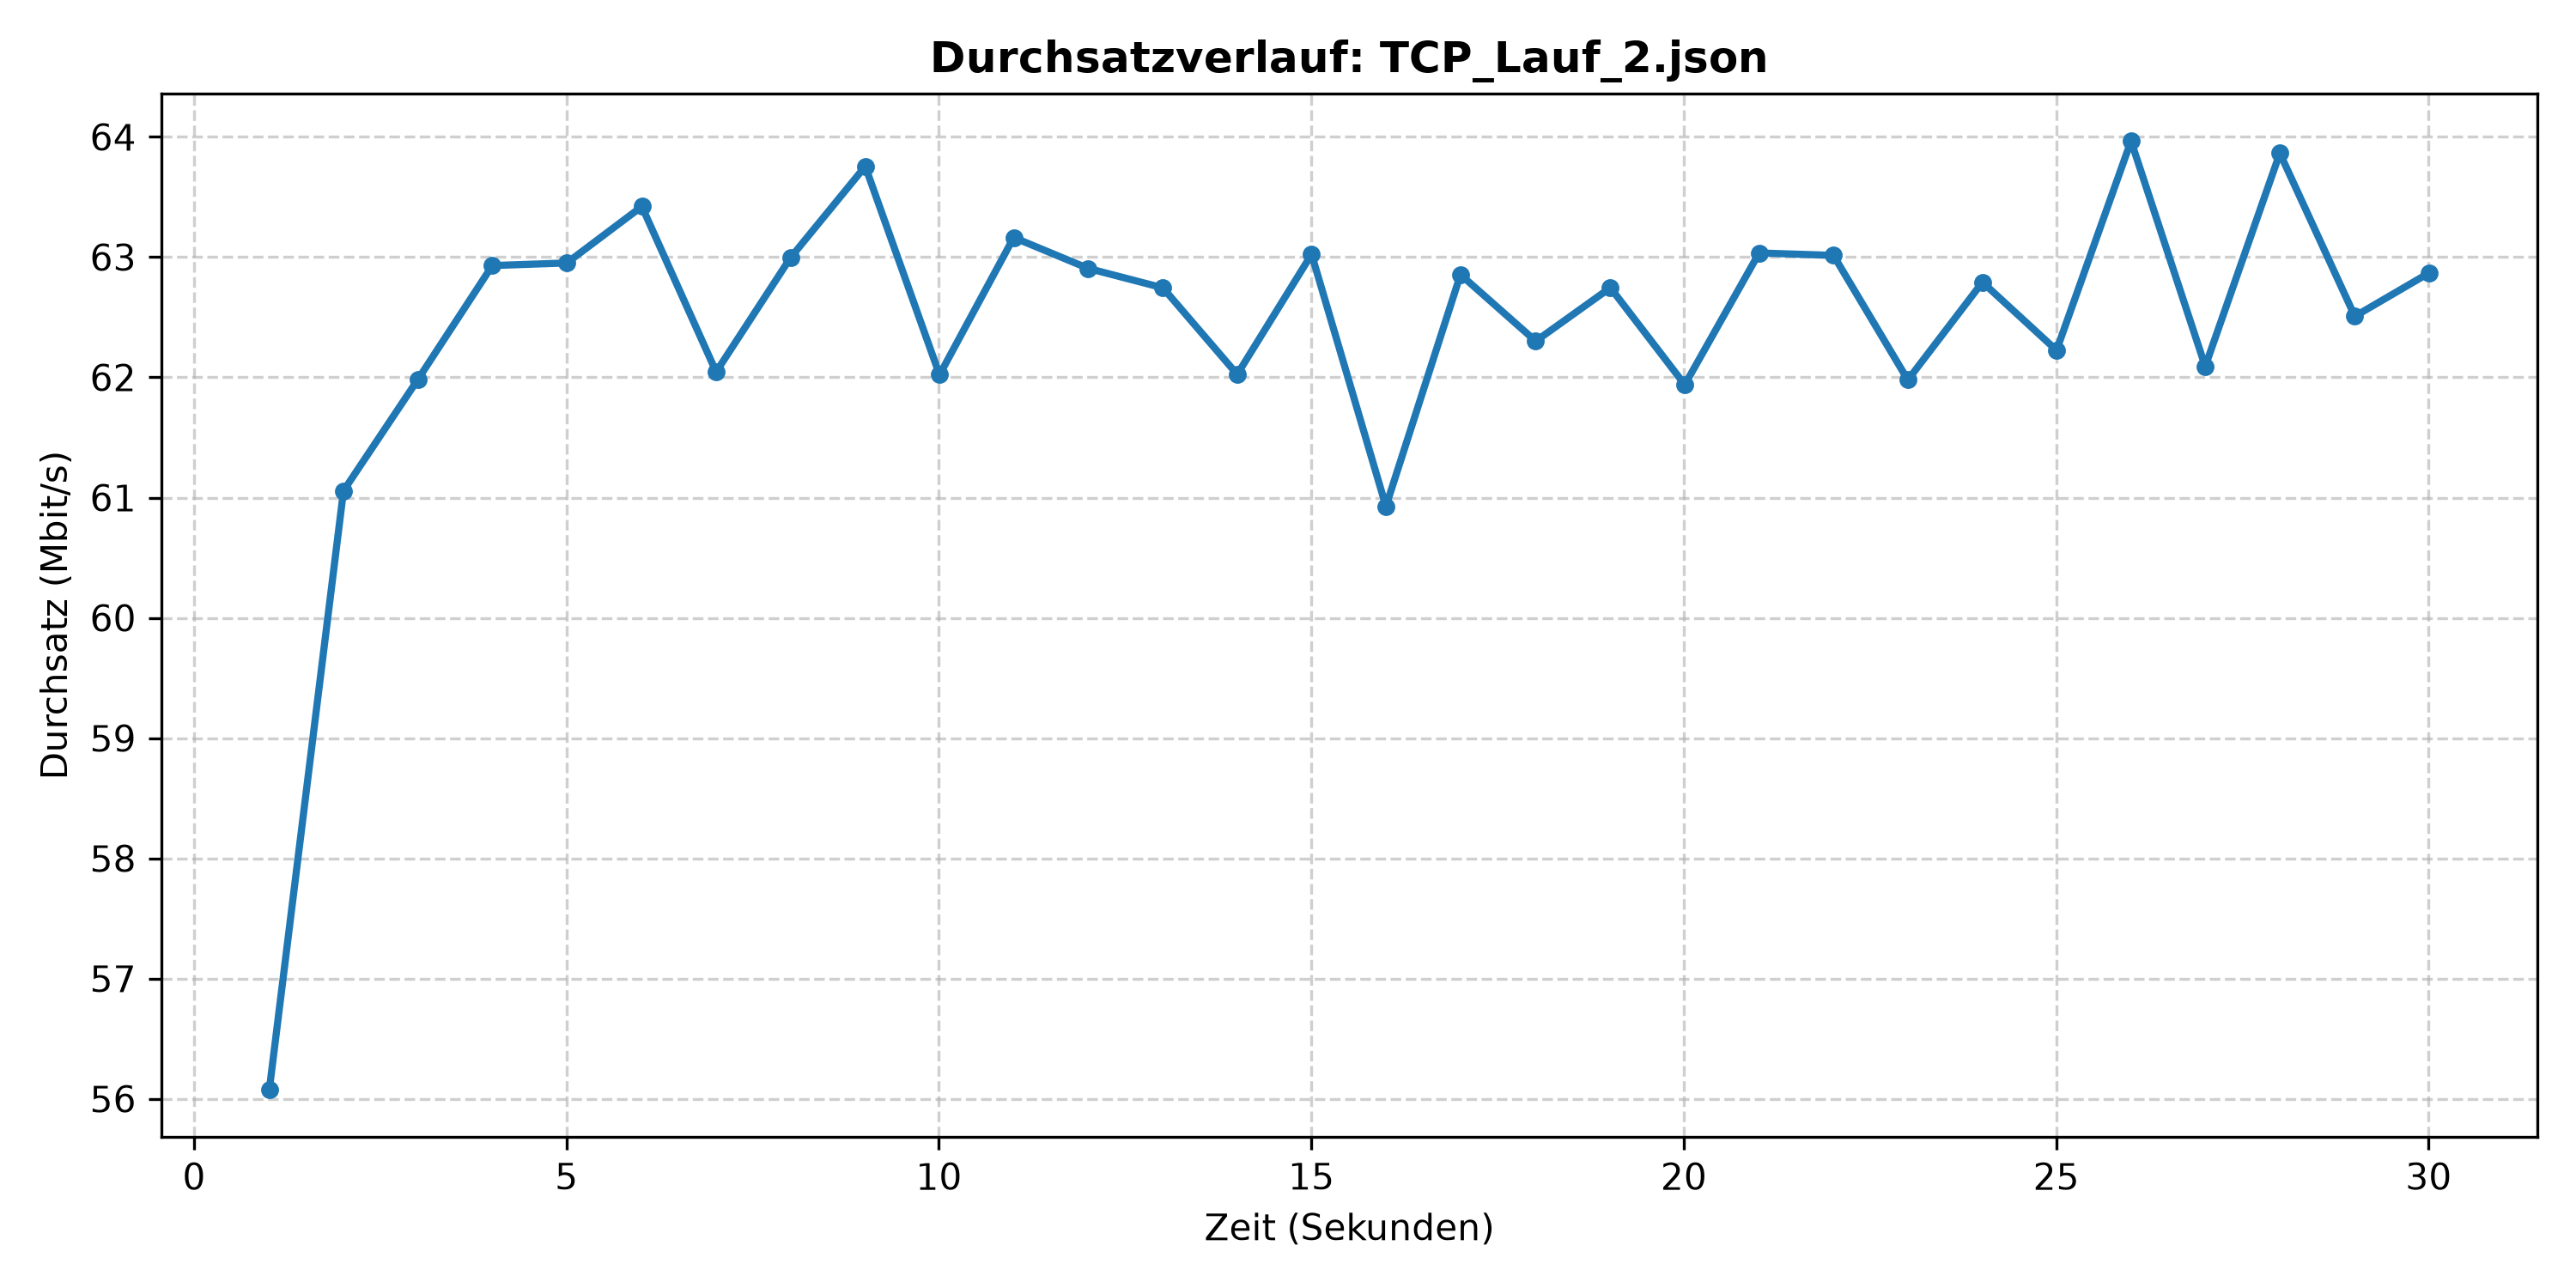 Durchsatzverlauf: TCP_Lauf_2.json
64
63
62
61
60
59
58
57
56
Durchsatz (Mbit/s)
0 5 10 15 20 25 30
Zeit (Sekunden)